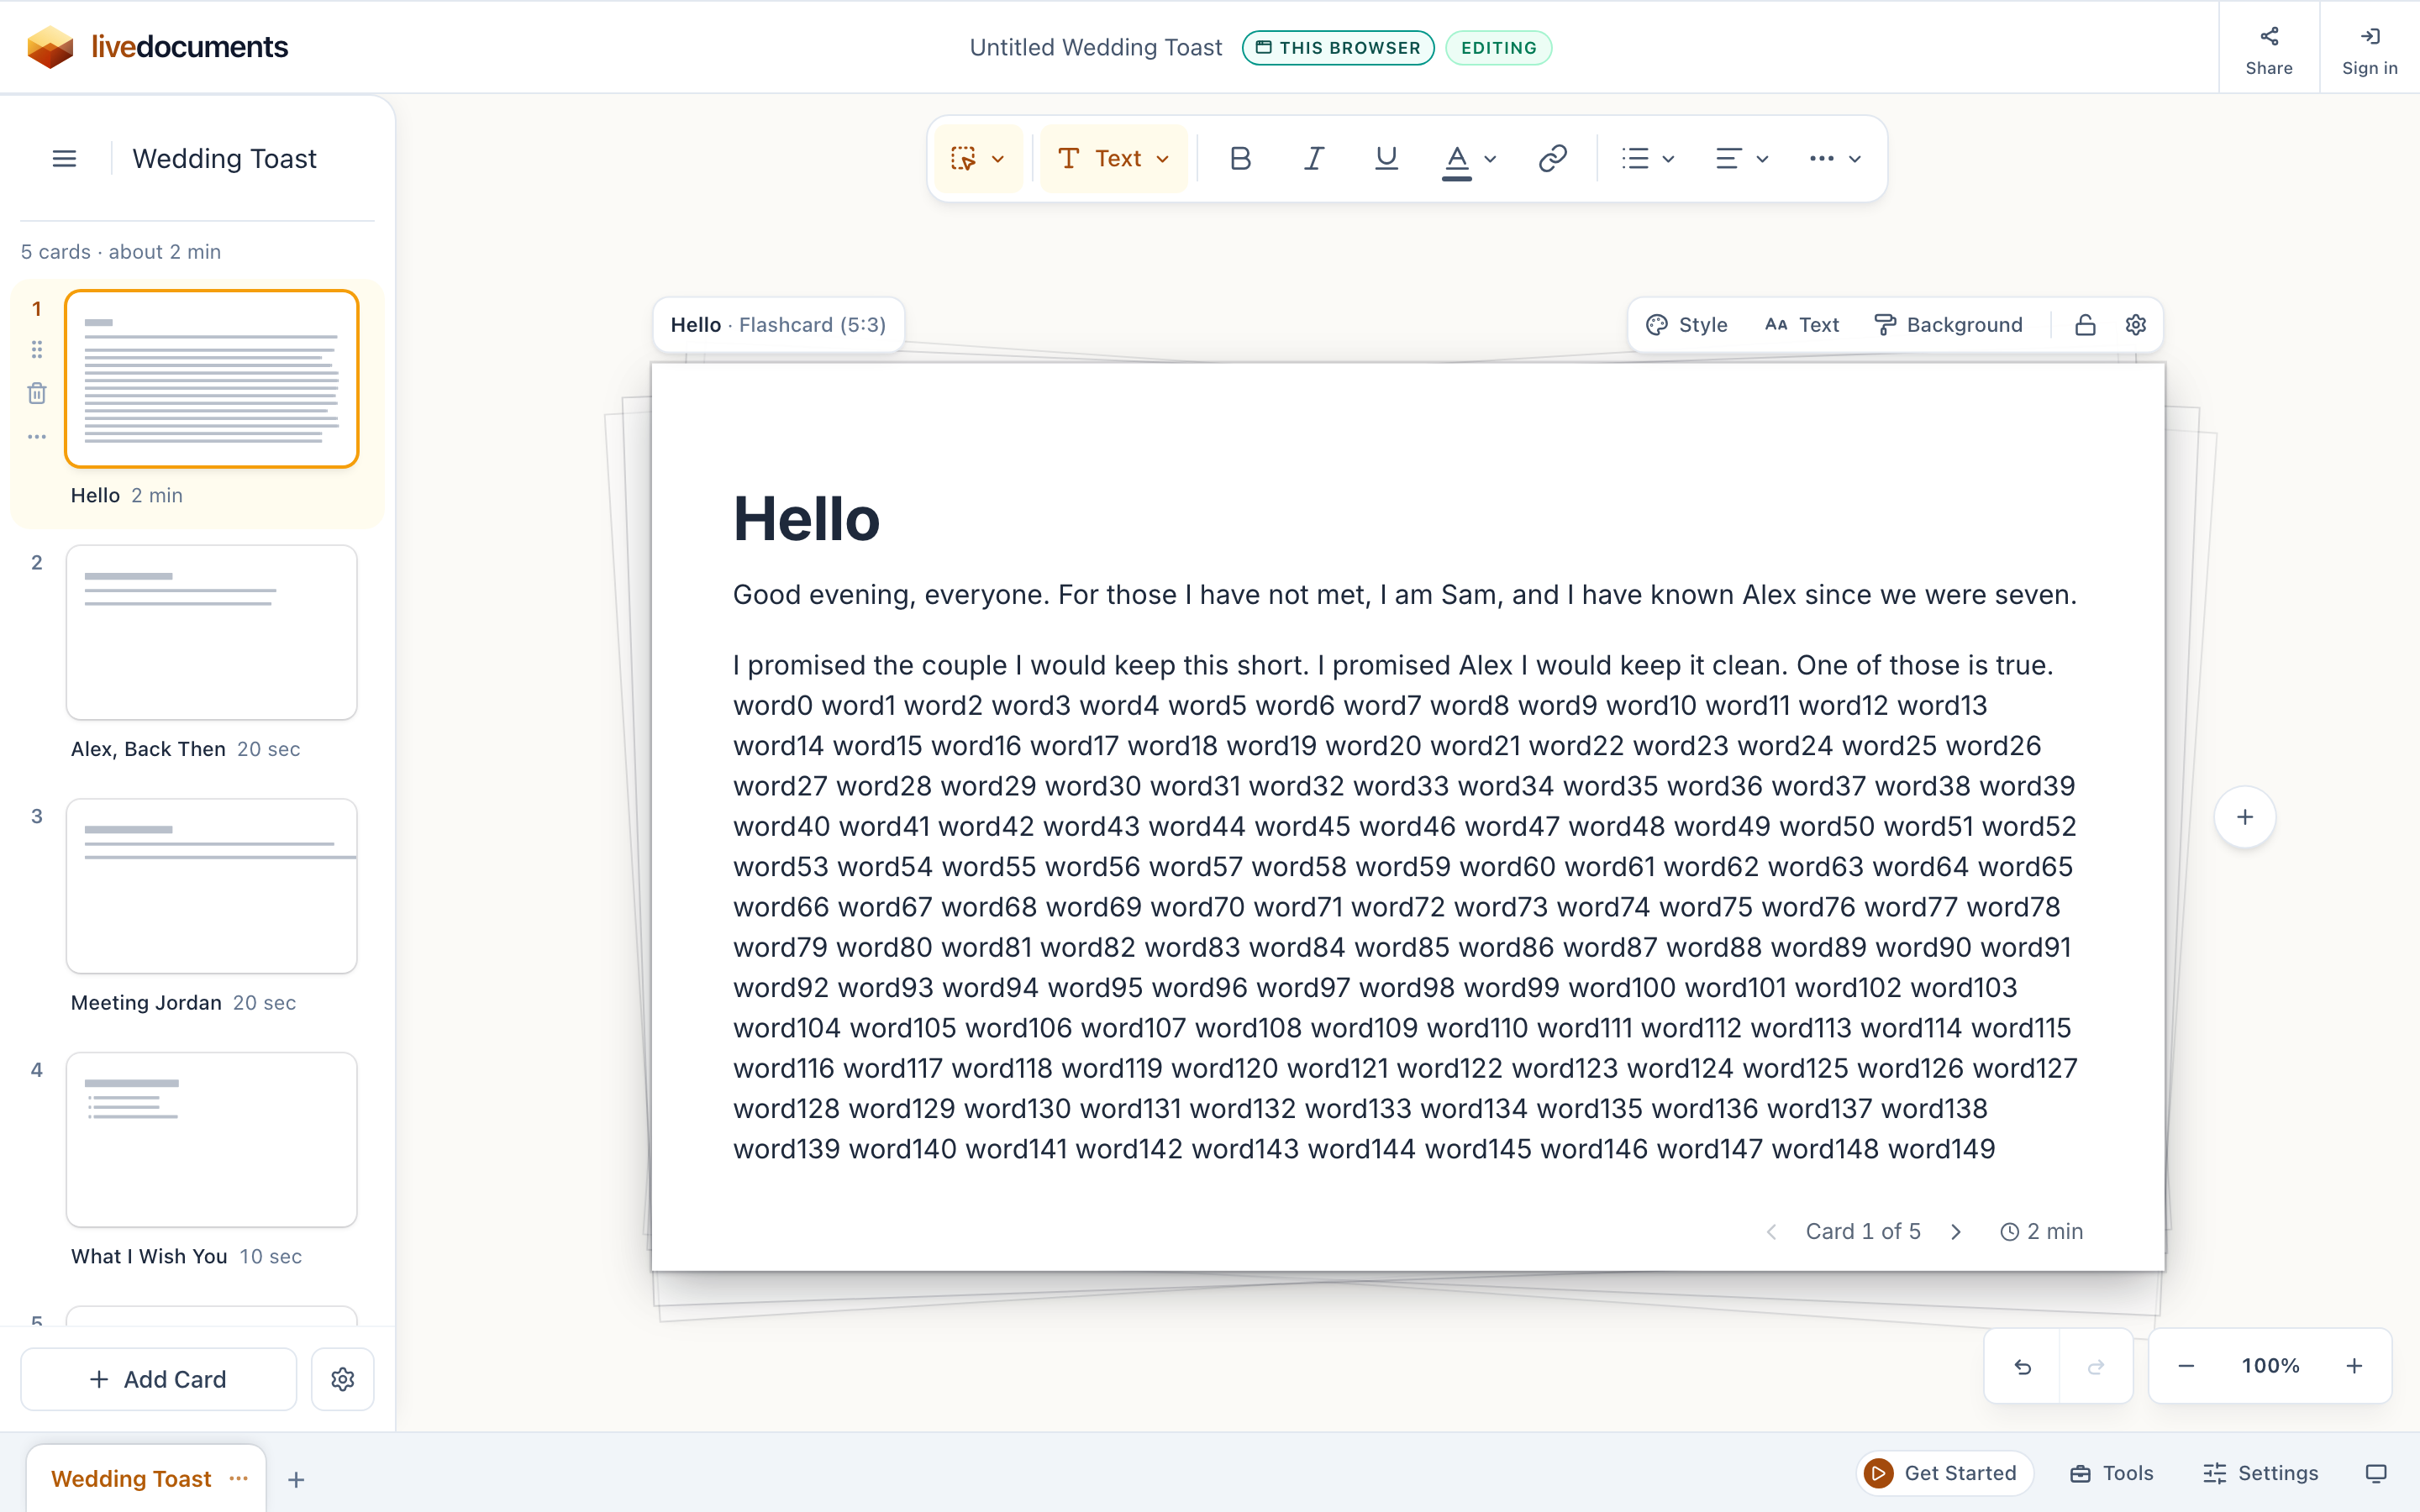 livedocuments
Untitled Wedding Toast
THIS BROWSER
EDITING
Share
Sign in
Wedding Toast
5 cards · about 2 min
1
Hello 2 min
2
Alex, Back Then 20 sec
3
Meeting Jordan 20 sec
4
What I Wish You 10 sec
5
Add Card
Text
Hello · Flashcard (5:3)
Style
Text
Background
Hello
Good evening, everyone. For those I have not met, I am Sam, and I have known Alex since we were seven.
I promised the couple I would keep this short. I promised Alex I would keep it clean. One of those is true.
word0 word1 word2 word3 word4 word5 word6 word7 word8 word9 word10 word11 word12 word13
word14 word15 word16 word17 word18 word19 word20 word21 word22 word23 word24 word25 word26
word27 word28 word29 word30 word31 word32 word33 word34 word35 word36 word37 word38 word39
word40 word41 word42 word43 word44 word45 word46 word47 word48 word49 word50 word51 word52
word53 word54 word55 word56 word57 word58 word59 word60 word61 word62 word63 word64 word65
word66 word67 word68 word69 word70 word71 word72 word73 word74 word75 word76 word77 word78
word79 word80 word81 word82 word83 word84 word85 word86 word87 word88 word89 word90 word91
word92 word93 word94 word95 word96 word97 word98 word99 word100 word101 word102 word103
word104 word105 word106 word107 word108 word109 word110 word111 word112 word113 word114 word115
word116 word117 word118 word119 word120 word121 word122 word123 word124 word125 word126 word127
word128 word129 word130 word131 word132 word133 word134 word135 word136 word137 word138
word139 word140 word141 word142 word143 word144 word145 word146 word147 word148 word149
Card 1 of 5
2 min
100%
Wedding Toast
Get Started
Tools
Settings